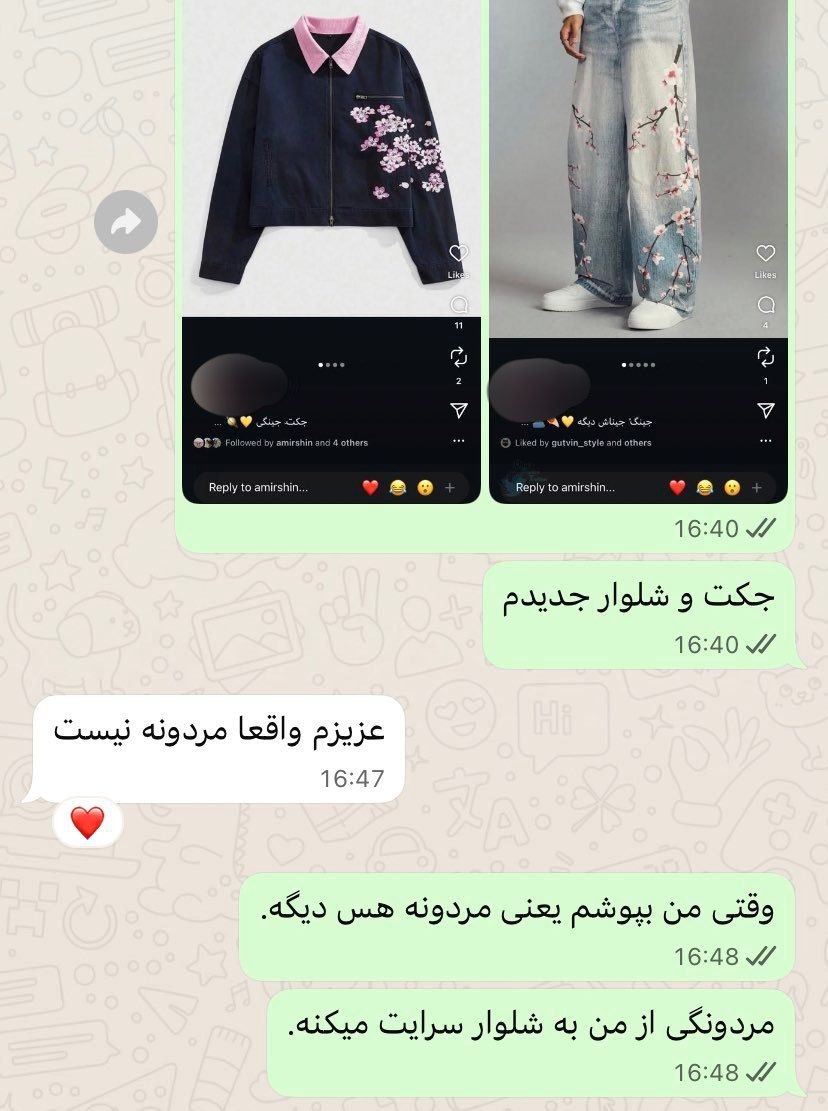 Likes
11
2
جکت جینگی 💛 ...
Followed by amirshin and 4 others
Reply to amirshin...
Likes
4
1
جینگ؛ جیناش دیگه 💛 ...
Liked by gutvin_style and others
Reply to amirshin...
16:40
جکت و شلوار جدیدم
16:40
عزیزم واقعا مردونه نیست
16:47
وقتی من بپوشم یعنی مردونه هس دیگه.
16:48
مردونگی از من به شلوار سرایت میکنه.
16:48